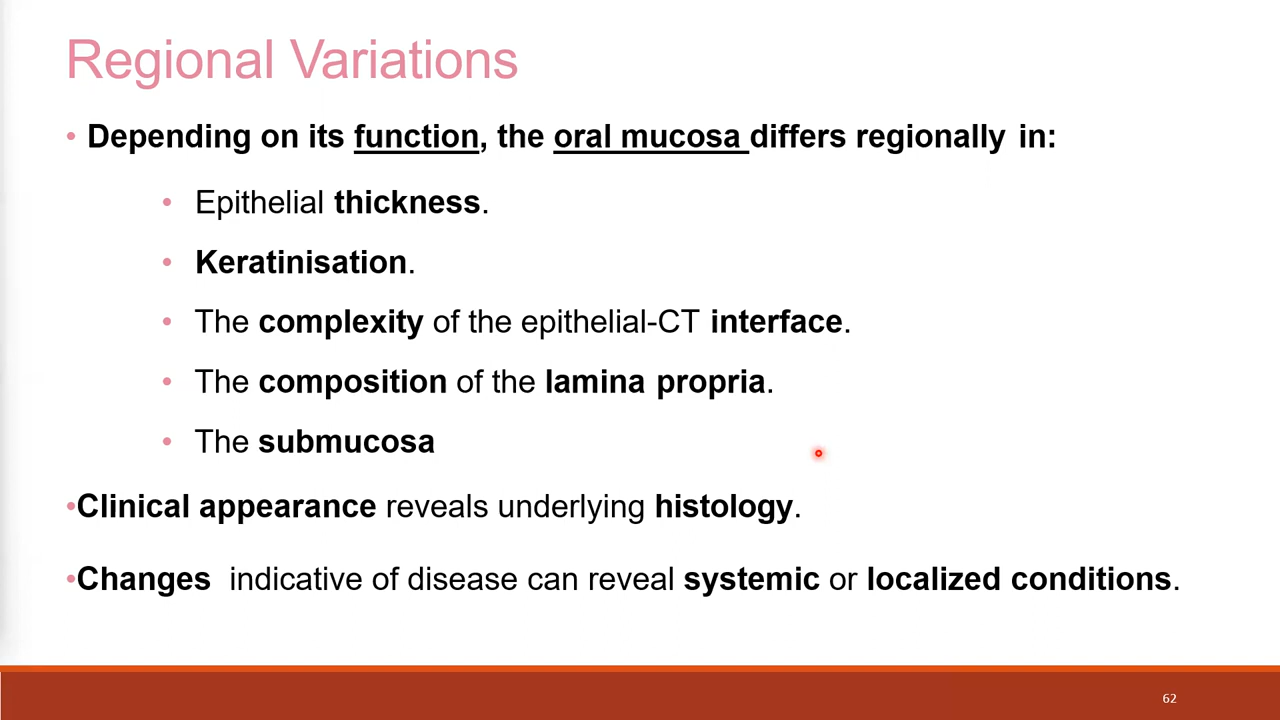 Regional Variations
• Depending on its function, the oral mucosa differs regionally in:
• Epithelial thickness.
• Keratinisation.
• The complexity of the epithelial-CT interface.
• The composition of the lamina propria.
• The submucosa
•Clinical appearance reveals underlying histology.
•Changes  indicative of disease can reveal systemic or localized conditions.
62